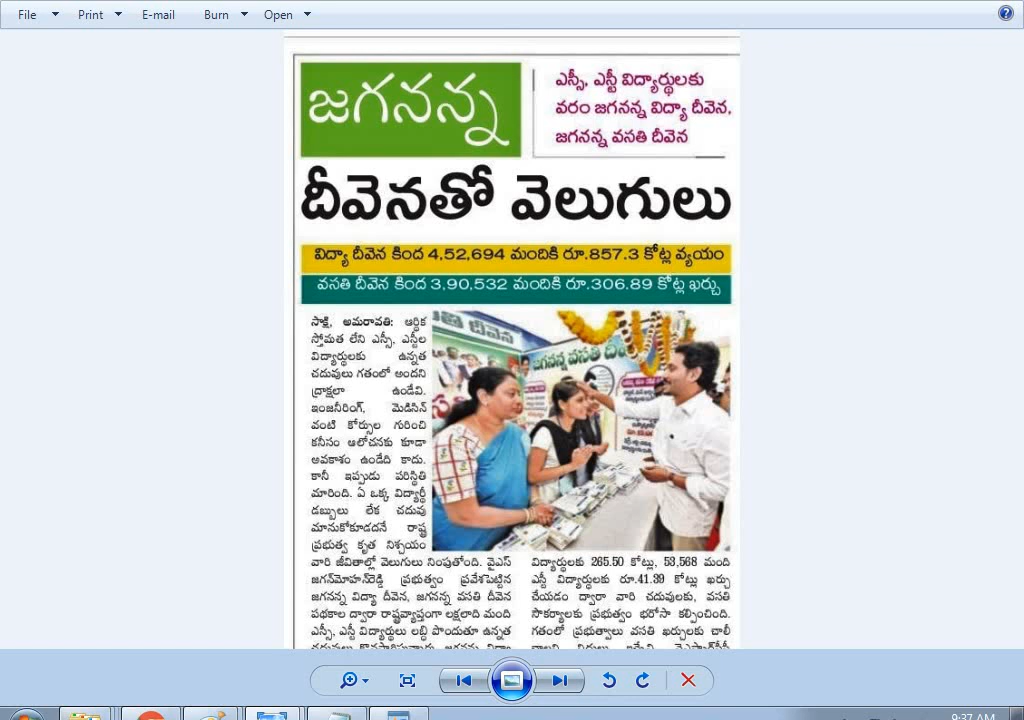 File
Print
E-mail
Burn
Open
జగనన్న
ఎస్సీ, ఎస్టీ విద్యార్థులకు
వరం జగనన్న విద్యా దీవెన,
జగనన్న వసతి దీవెన
దీవెనతో వెలుగులు
విద్యా దీవెన కింద 4,52,694 మందికి రూ.857.3 కోట్ల వ్యయం
వసతి దీవెన కింద 3,90,532 మందికి రూ.306.89 కోట్ల ఖర్చు
జగనన్న వసతి దీవె
సాక్షి, అమరావతి: ఆర్థిక
స్తోమత లేని ఎస్సీ, ఎస్టీల
విద్యార్థులకు ఉన్నత
చదువులు గతంలో అందని
ద్రాక్షలా ఉండేవి.
ఇంజనీరింగ్, మెడిసిన్
వంటి కోర్సుల గురించి
కనీసం ఆలోచనకు కూడా
అవకాశం ఉండేది కాదు.
కానీ ఇప్పుడు పరిస్థితి
మారింది. ఏ ఒక్క విద్యార్థీ
డబ్బులు లేక చదువు
మానుకోకూడదనే రాష్ట్ర
ప్రభుత్వ కృత నిశ్చయం
వారి జీవితాల్లో వెలుగులు నింపుతోంది. వైఎస్
జగన్‌మోహన్‌రెడ్డి ప్రభుత్వం ప్రవేశపెట్టిన
జగనన్న విద్యా దీవెన, జగనన్న వసతి దీవెన
పథకాల ద్వారా రాష్ట్రవ్యాప్తంగా లక్షలాది మంది
ఎస్సీ, ఎస్టీ విద్యార్థులు లబ్ధి పొందుతూ ఉన్నత
విద్యార్థులకు 265.50 కోట్లు, 53,568 మంది
ఎస్టీ విద్యార్థులకు రూ.41.39 కోట్లు ఖర్చు
చేయడం ద్వారా వారి చదువులకు, వసతి
సౌకర్యాలకు ప్రభుత్వం భరోసా కల్పించింది.
గతంలో ప్రభుత్వాలు వసతి ఖర్చులకు చాలీ
9:37 AM